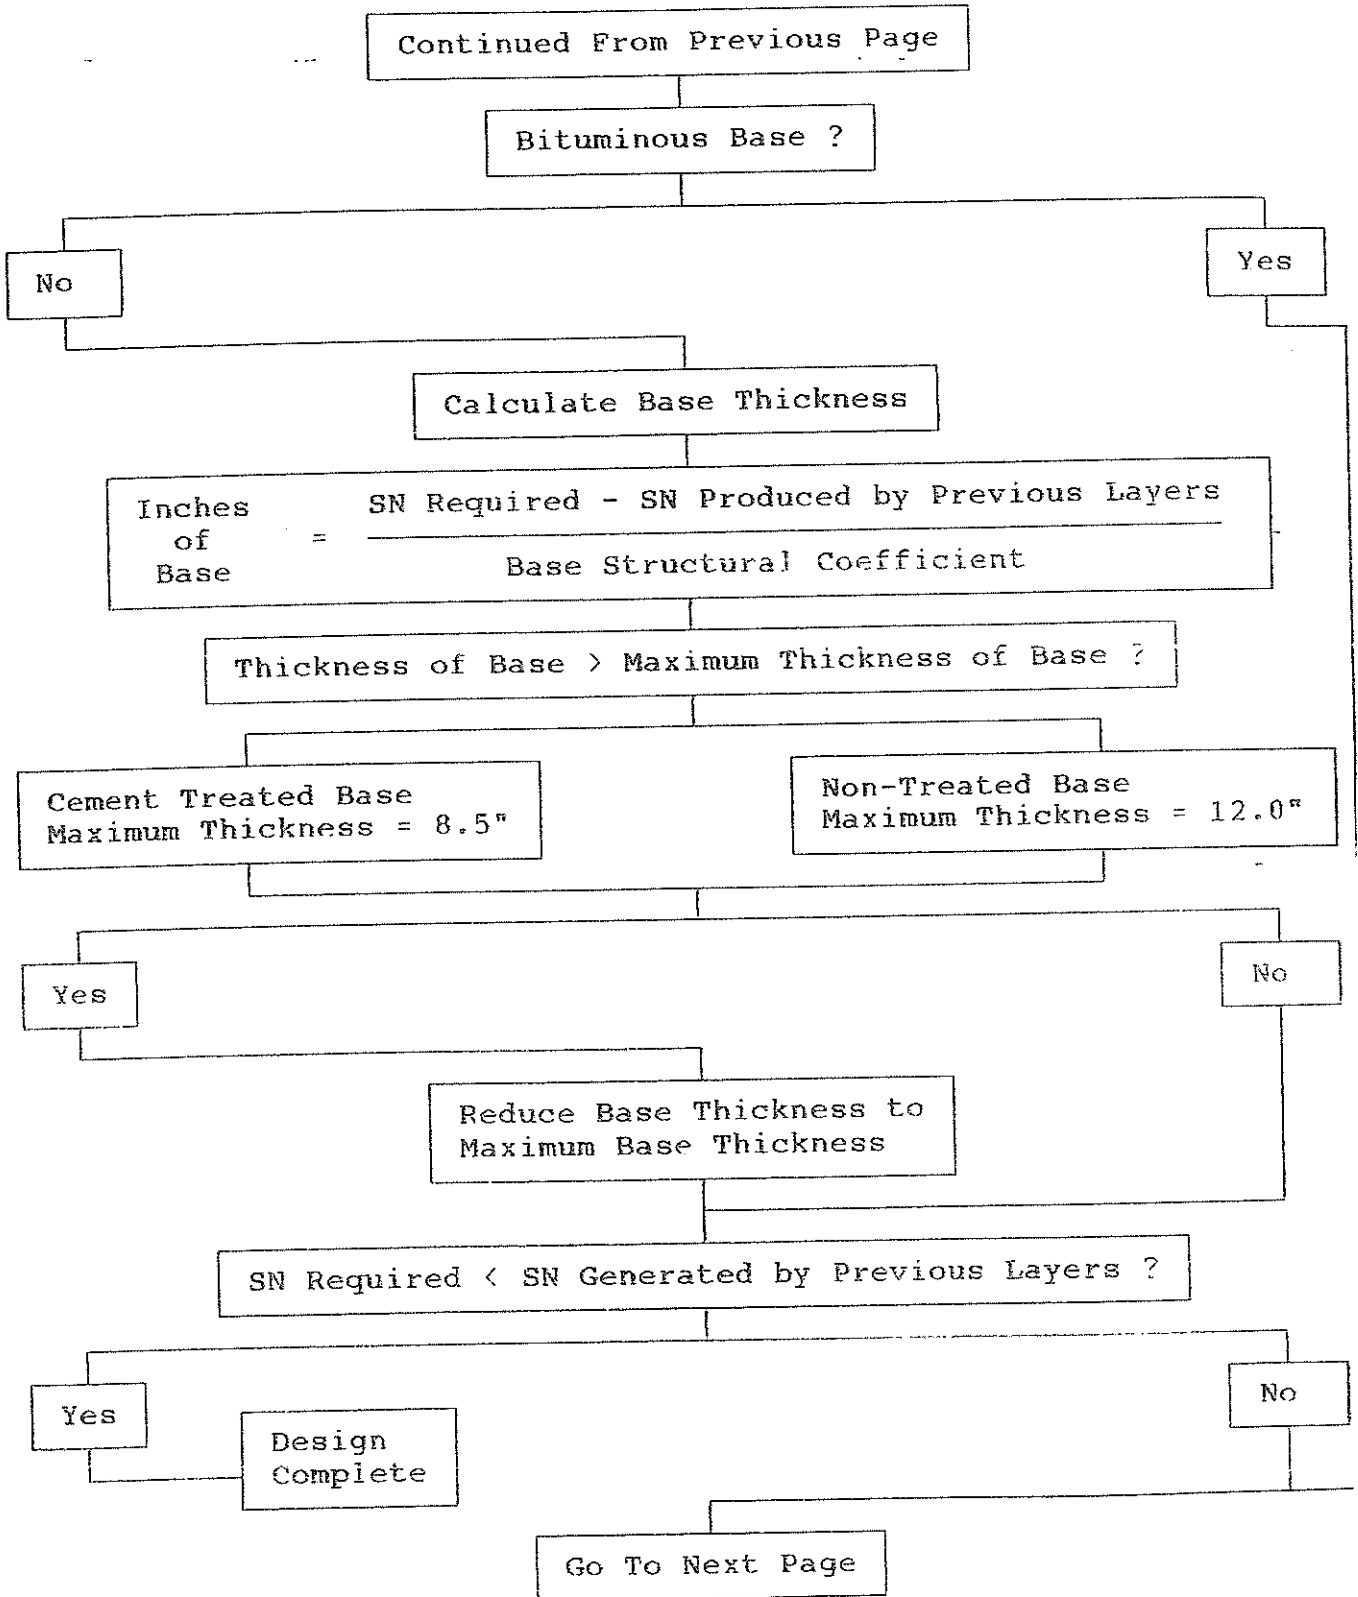 Continued From Previous Page
Bituminous Base ?
No
Yes
Calculate Base Thickness
Inches
of
Base
=
SN Required - SN Produced by Previous Layers
Base Structural Coefficient
Thickness of Base > Maximum Thickness of Base ?
Cement Treated Base
Maximum Thickness = 8.5"
Non-Treated Base
Maximum Thickness = 12.0"
Yes
No
Reduce Base Thickness to
Maximum Base Thickness
SN Required < SN Generated by Previous Layers ?
Yes
No
Design
Complete
Go To Next Page